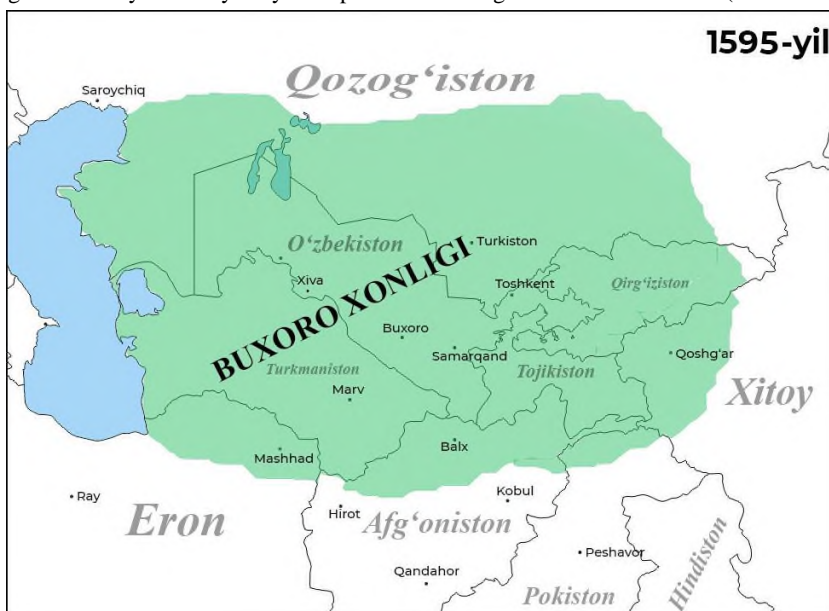 1595-yil
Qozog‘iston
Saroychiq
O‘zbekiston
Turkiston
Xiva
Toshkent
Qirg‘iziston
BUXORO XONLIGI
Buxoro
Samarqand
Qoshg‘ar
Turkmaniston
Tojikiston
Marv
Xitoy
Balx
Mashhad
Ray
Eron
Hirot
Kobul
Afg‘oniston
Peshavor
Qandahor
Pokiston
Hindiston